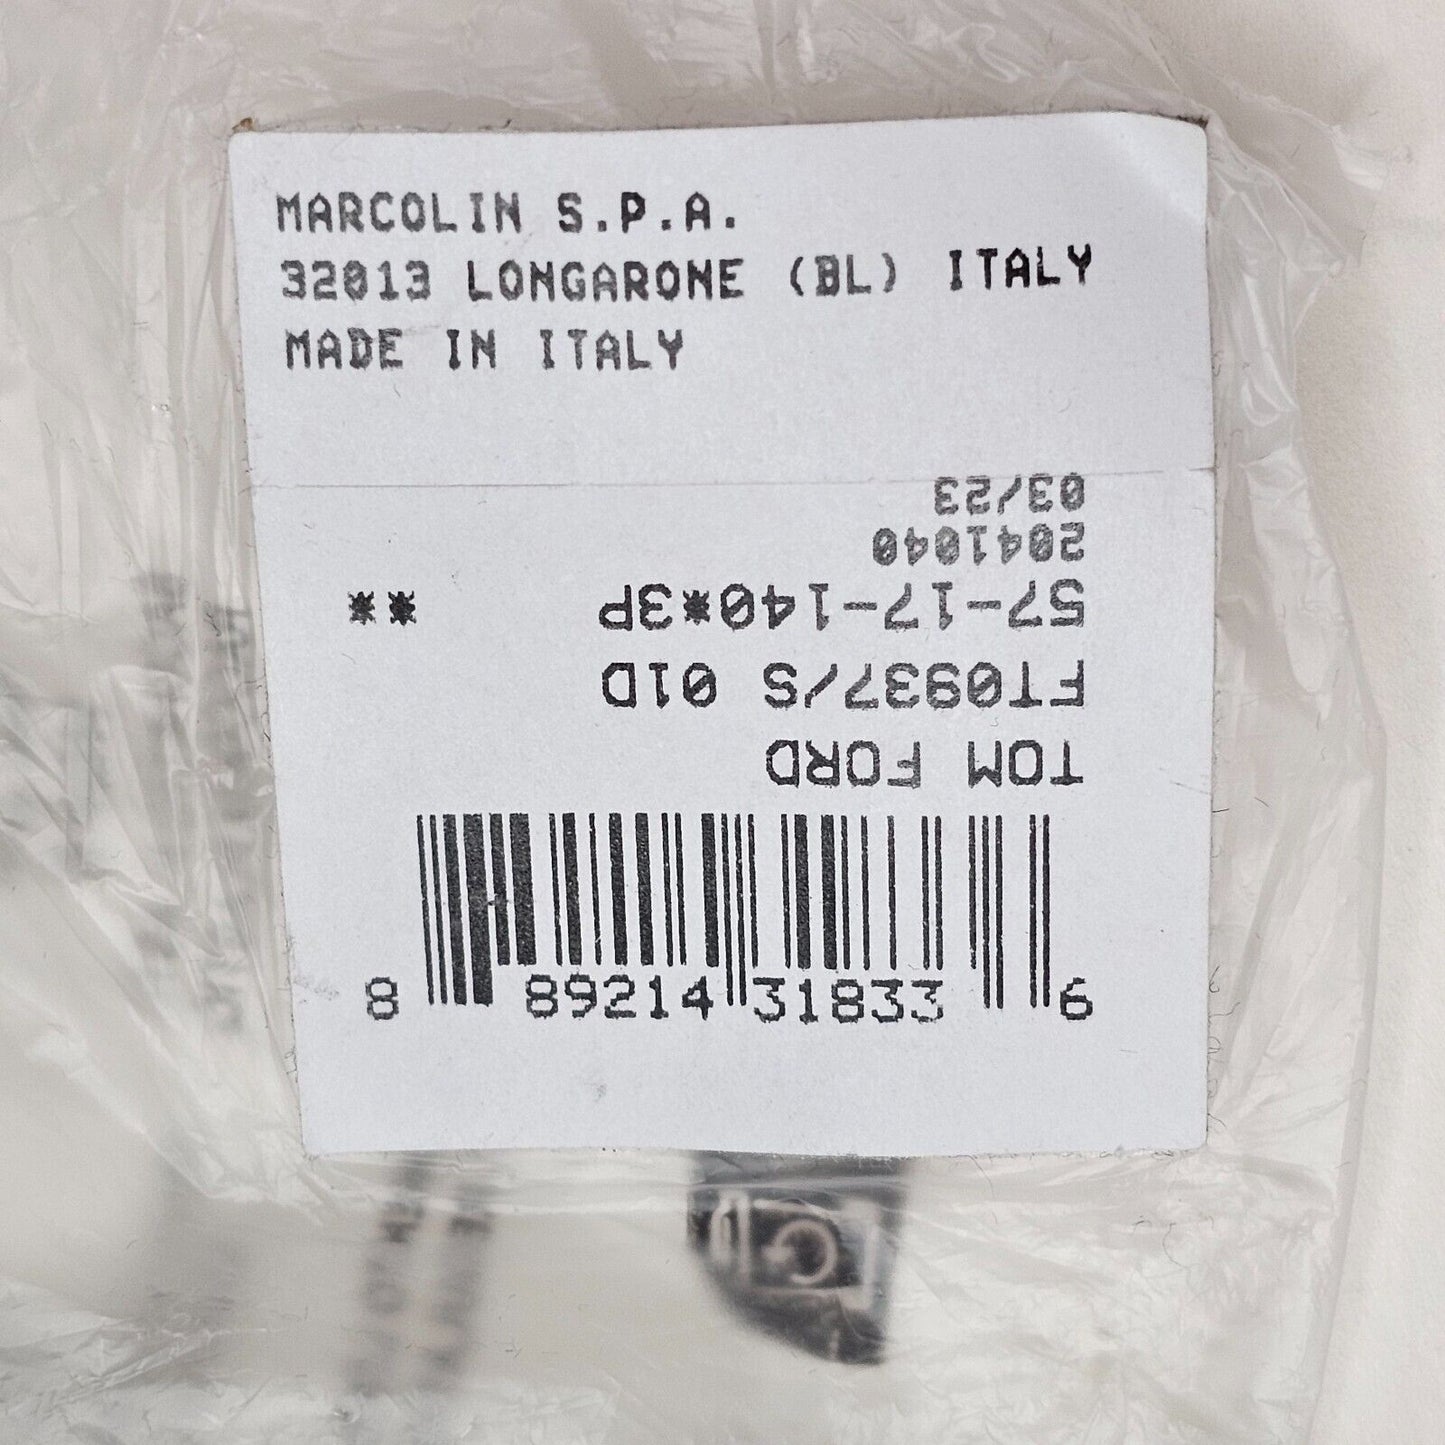 MARCOLIN S.P.A.
32013 LONGARONE (BL) ITALY
MADE IN ITALY
TOM FORD
FT0937/S 01D
57-17-140*3P **
2041040
03/23
8 89214 31833 6